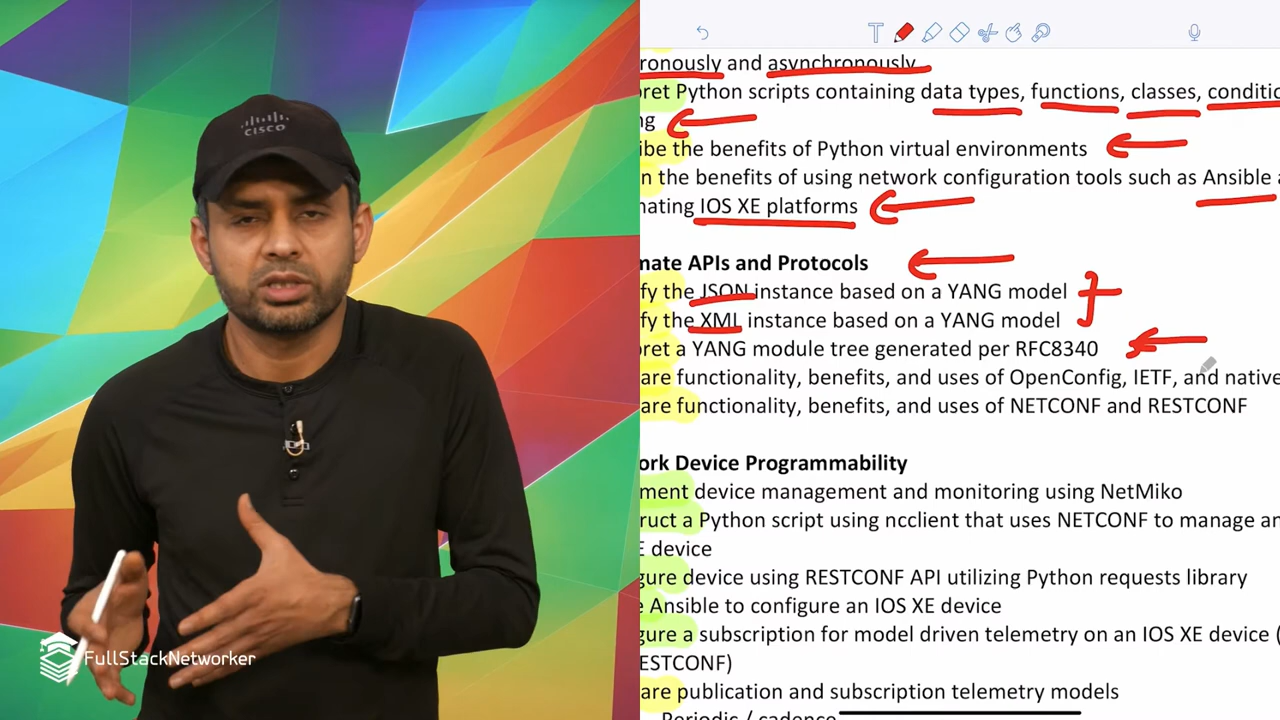 CISCO
FullStackNetworker
ronously and asynchronously
ret Python scripts containing data types, functions, classes, conditio
ng
ibe the benefits of Python virtual environments
n the benefits of using network configuration tools such as Ansible a
nating IOS XE platforms
mate APIs and Protocols
fy the JSON instance based on a YANG model
fy the XML instance based on a YANG model
ret a YANG module tree generated per RFC8340
are functionality, benefits, and uses of OpenConfig, IETF, and native
are functionality, benefits, and uses of NETCONF and RESTCONF
ork Device Programmability
ment device management and monitoring using NetMiko
ruct a Python script using ncclient that uses NETCONF to manage an
E device
gure device using RESTCONF API utilizing Python requests library
e Ansible to configure an IOS XE device
gure a subscription for model driven telemetry on an IOS XE device (
ESTCONF)
are publication and subscription telemetry models
Periodic / cadence